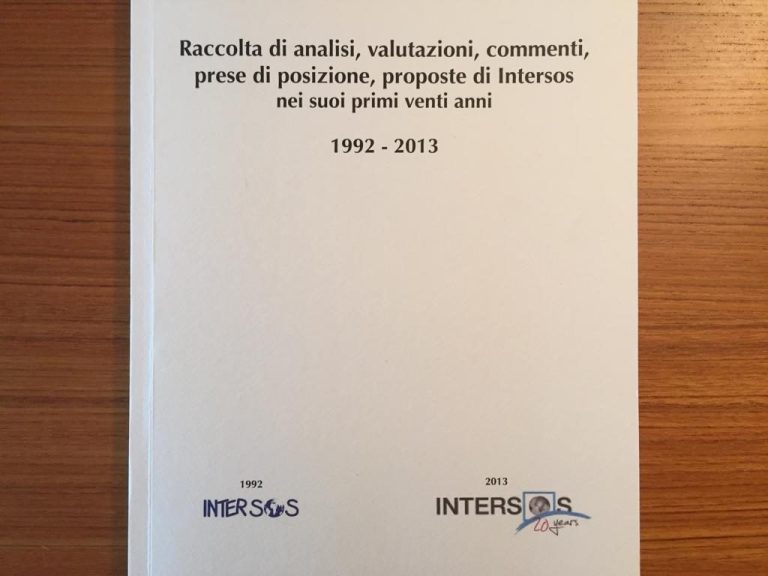 Raccolta di analisi, valutazioni, commenti,
prese di posizione, proposte di Intersos
nei suoi primi venti anni
1992 - 2013
1992
INTERSOS
2013
INTERSOS
20 years